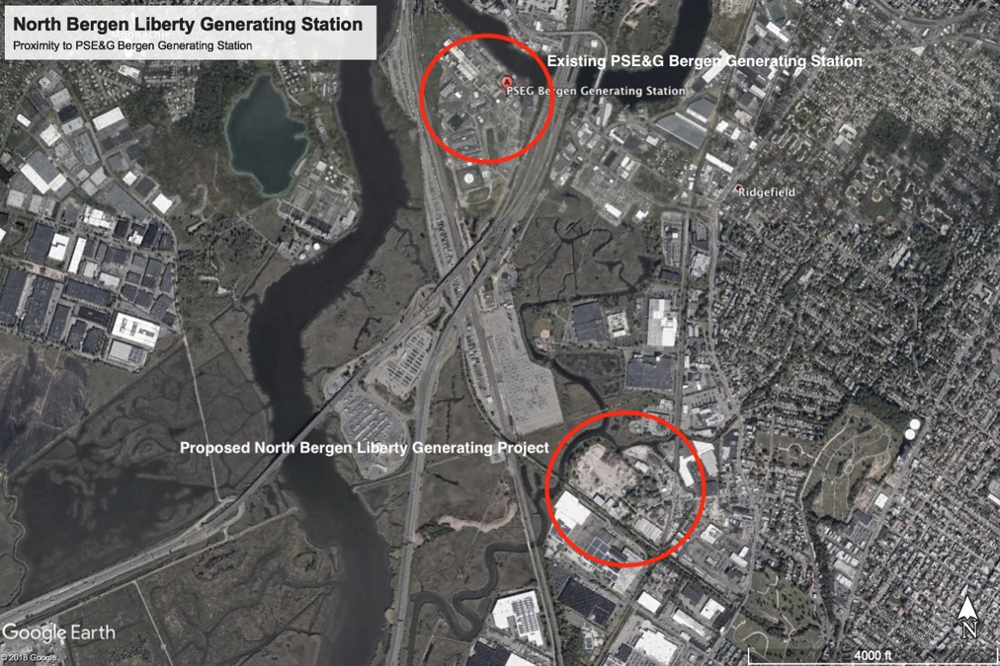 North Bergen Liberty Generating Station
Proximity to PSE&G Bergen Generating Station
Existing PSE&G Bergen Generating Station
PSEG Bergen Generating Station
Ridgefield
Proposed North Bergen Liberty Generating Project
N
Google Earth
© 2018 Google
4000 ft